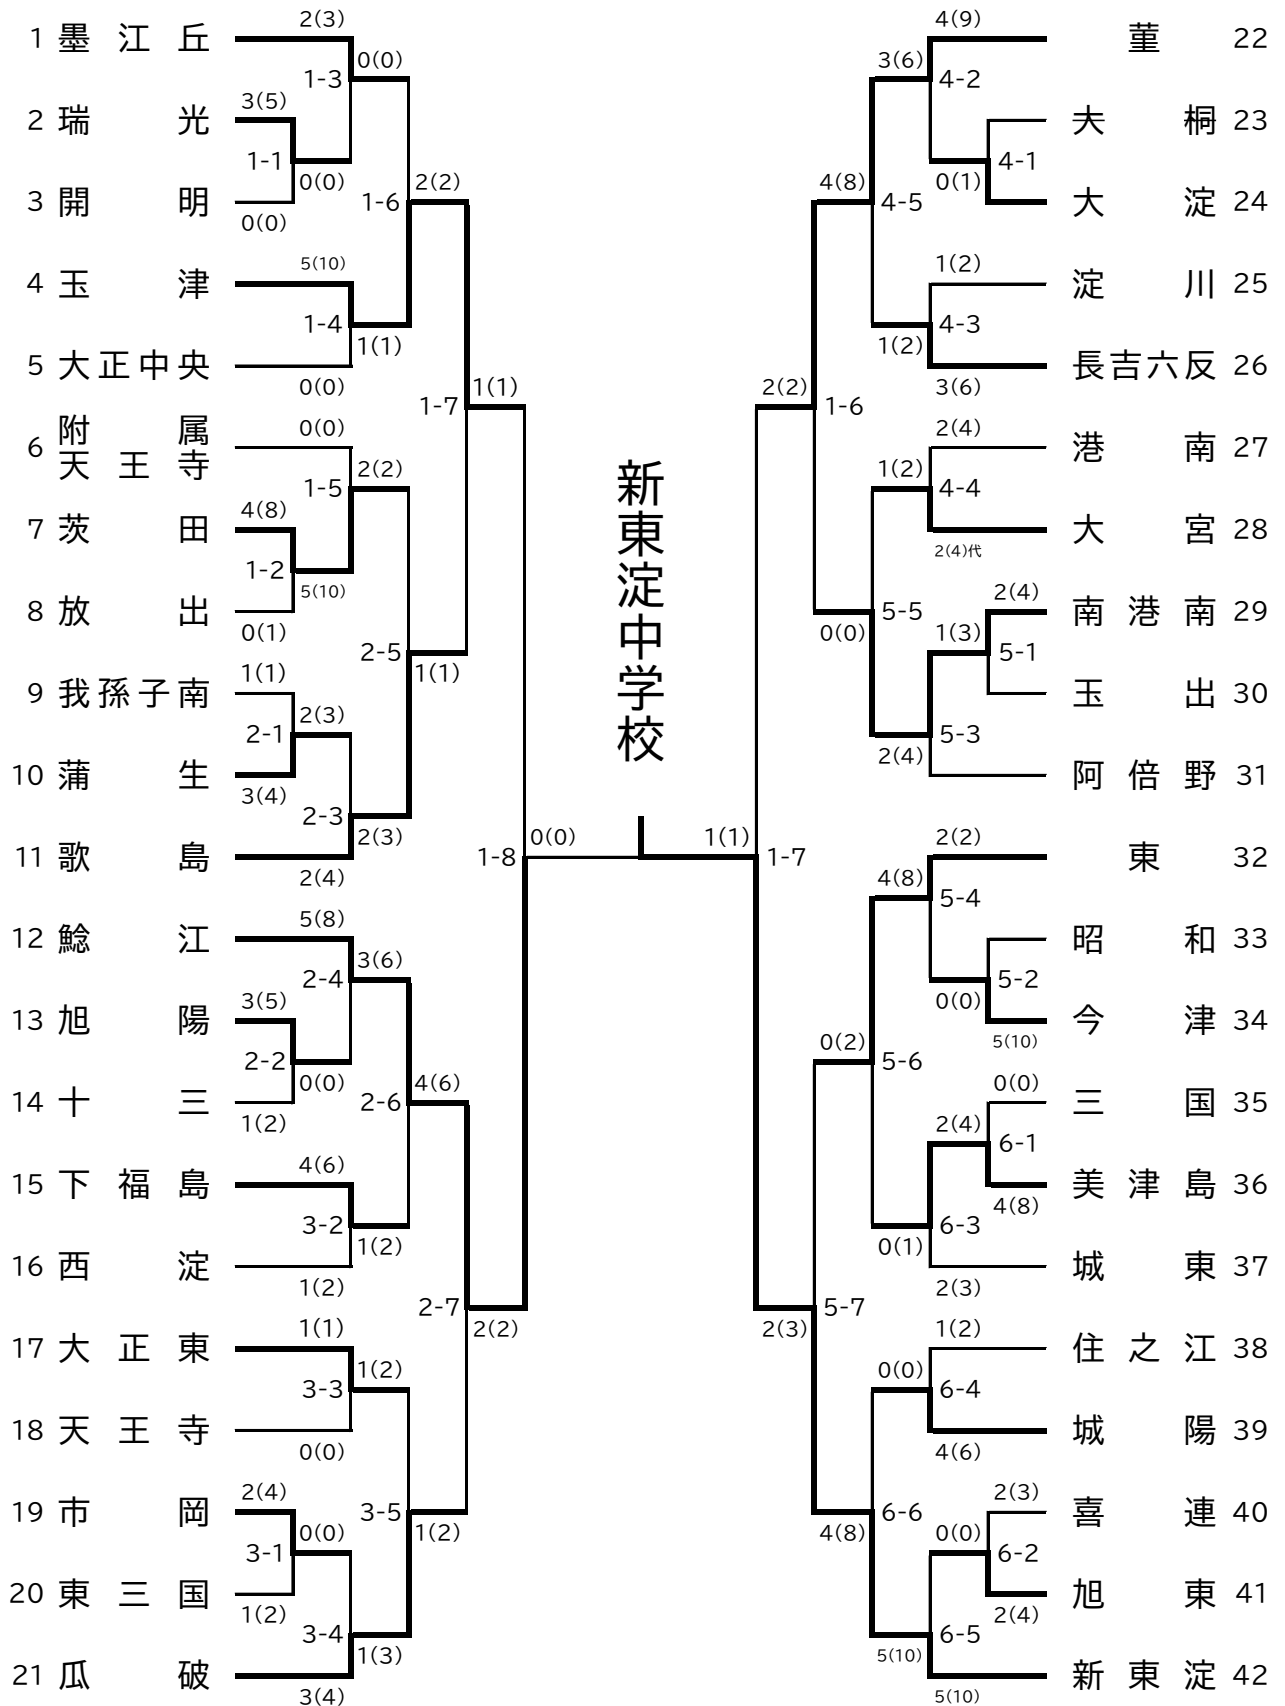 1 墨江丘
2 瑞光
3 開明
4 玉津
5 大正中央
6 附属
天王寺
7 茨田
8 放出
9 我孫子南
10 蒲生
11 歌島
12 鯰江
13 旭陽
14 十三
15 下福島
16 西淀
17 大正東
18 天王寺
19 市岡
20 東三国
21 瓜破
2(3)
1-3
0(0)
3(5)
1-1
0(0)
0(0)
1-6
2(2)
5(10)
1-4
1(1)
0(0)
1-7
1(1)
0(0)
2(2)
1-5
4(8)
1-2
5(10)
0(1)
2-5
1(1)
1(1)
2(3)
2-1
3(4)
2-3
2(3)
2(4)
1-8
0(0)
5(8)
3(6)
2-4
3(5)
2-2
0(0)
1(2)
2-6
4(6)
4(6)
3-2
1(2)
1(2)
2-7
2(2)
1(1)
1(2)
3-3
0(0)
2(4)
0(0)
3-1
1(2)
3-5
1(2)
3-4
1(3)
3(4)
新東淀中学校
4(9)
3(6)
4-2
4-1
0(1)
4(8)
4-5
1(2)
4-3
1(2)
3(6)
2(2)
1-6
2(4)
1(2)
4-4
2(4)代
5-5
0(0)
2(4)
1(3)
5-1
5-3
2(4)
1(1)
1-7
2(2)
4(8)
5-4
5-2
0(0)
5(10)
0(2)
5-6
0(0)
2(4)
6-1
4(8)
6-3
0(1)
2(3)
5-7
2(3)
1(2)
0(0)
6-4
4(6)
6-6
4(8)
2(3)
0(0)
6-2
2(4)
6-5
5(10)
5(10)
菫 22
大桐 23
大淀 24
淀川 25
長吉六反 26
港南 27
大宮 28
南港南 29
玉出 30
阿倍野 31
東 32
昭和 33
今津 34
三国 35
美津島 36
城東 37
住之江 38
城陽 39
喜連 40
旭東 41
新東淀 42